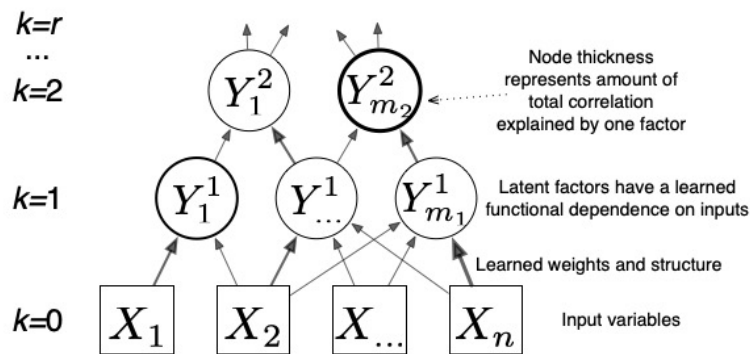 k=r
...
k=2
Y_1^2
Y_{m_2}^2
Node thickness
represents amount of
total correlation
explained by one factor
k=1
Y_1^1
Y_{...}^1
Y_{m_1}^1
Latent factors have a learned
functional dependence on inputs
Learned weights and structure
k=0
X_1
X_2
X_{...}
X_n
Input variables